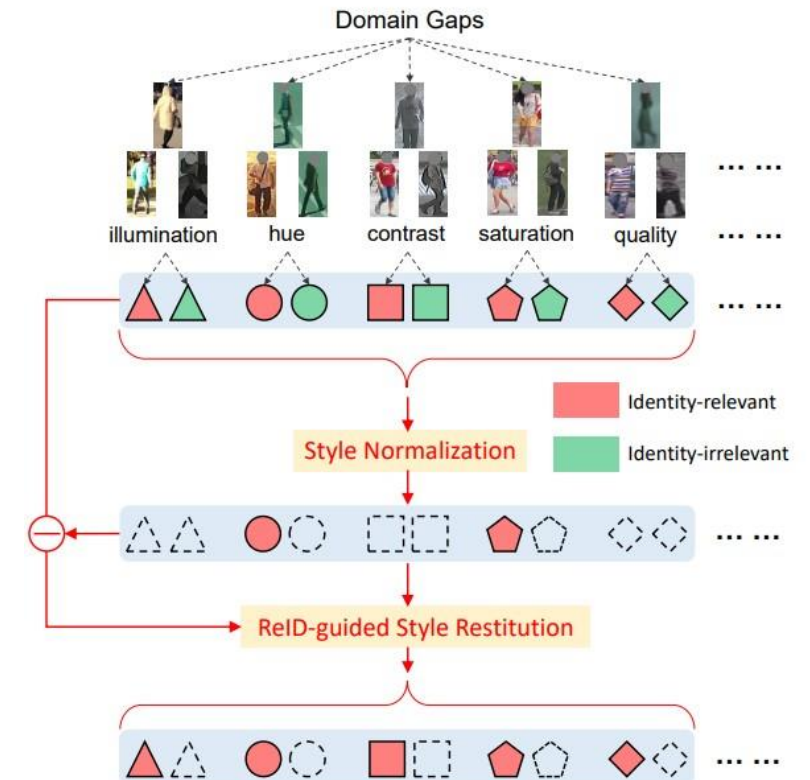 Domain Gaps
... ...
illumination hue contrast saturation quality ... ...
... ...
Identity-relevant
Style Normalization
Identity-irrelevant
... ...
ReID-guided Style Restitution
... ...